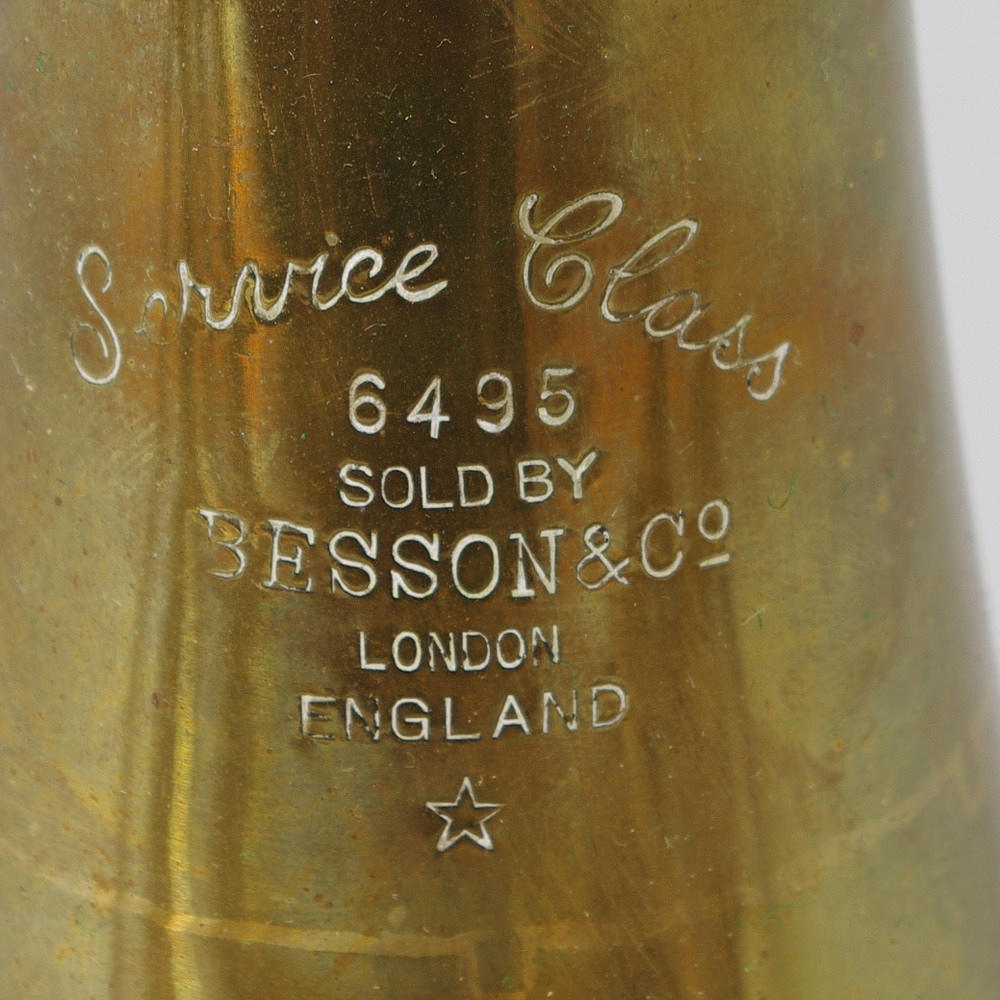 Service Class
6495
SOLD BY
BESSON & Cº
LONDON
ENGLAND